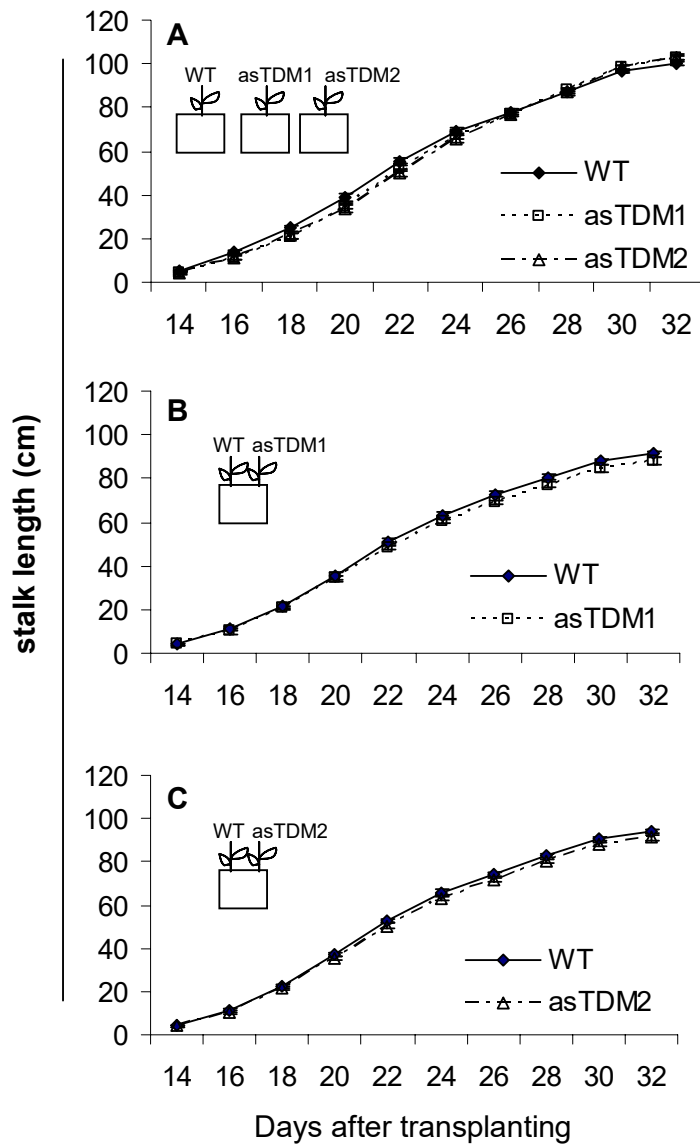 A
WT asTDM1 asTDM2
120
100
80
60
40
20
0
WT
asTDM1
asTDM2
14 16 18 20 22 24 26 28 30 32
B
WT asTDM1
120
100
80
60
40
20
0
WT
asTDM1
14 16 18 20 22 24 26 28 30 32
C
WT asTDM2
120
100
80
60
40
20
0
WT
asTDM2
14 16 18 20 22 24 26 28 30 32
stalk length (cm)
Days after transplanting